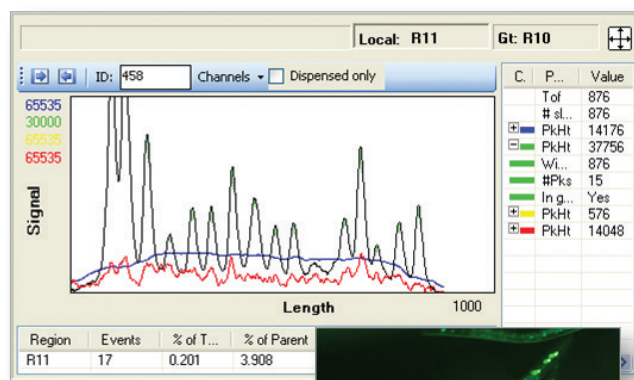 Local: R11 Gt: R10
ID: 458 Channels Dispensed only
65535
30000
65535
65535
Signal
Length 1000
C. P... Value
Tof 876
# sl... 876
PkHt 14176
PkHt 37756
Wi... 876
#Pks 15
In g... Yes
PkHt 576
PkHt 14048
Region Events % of T... % of Parent
R11 17 0.201 3.908